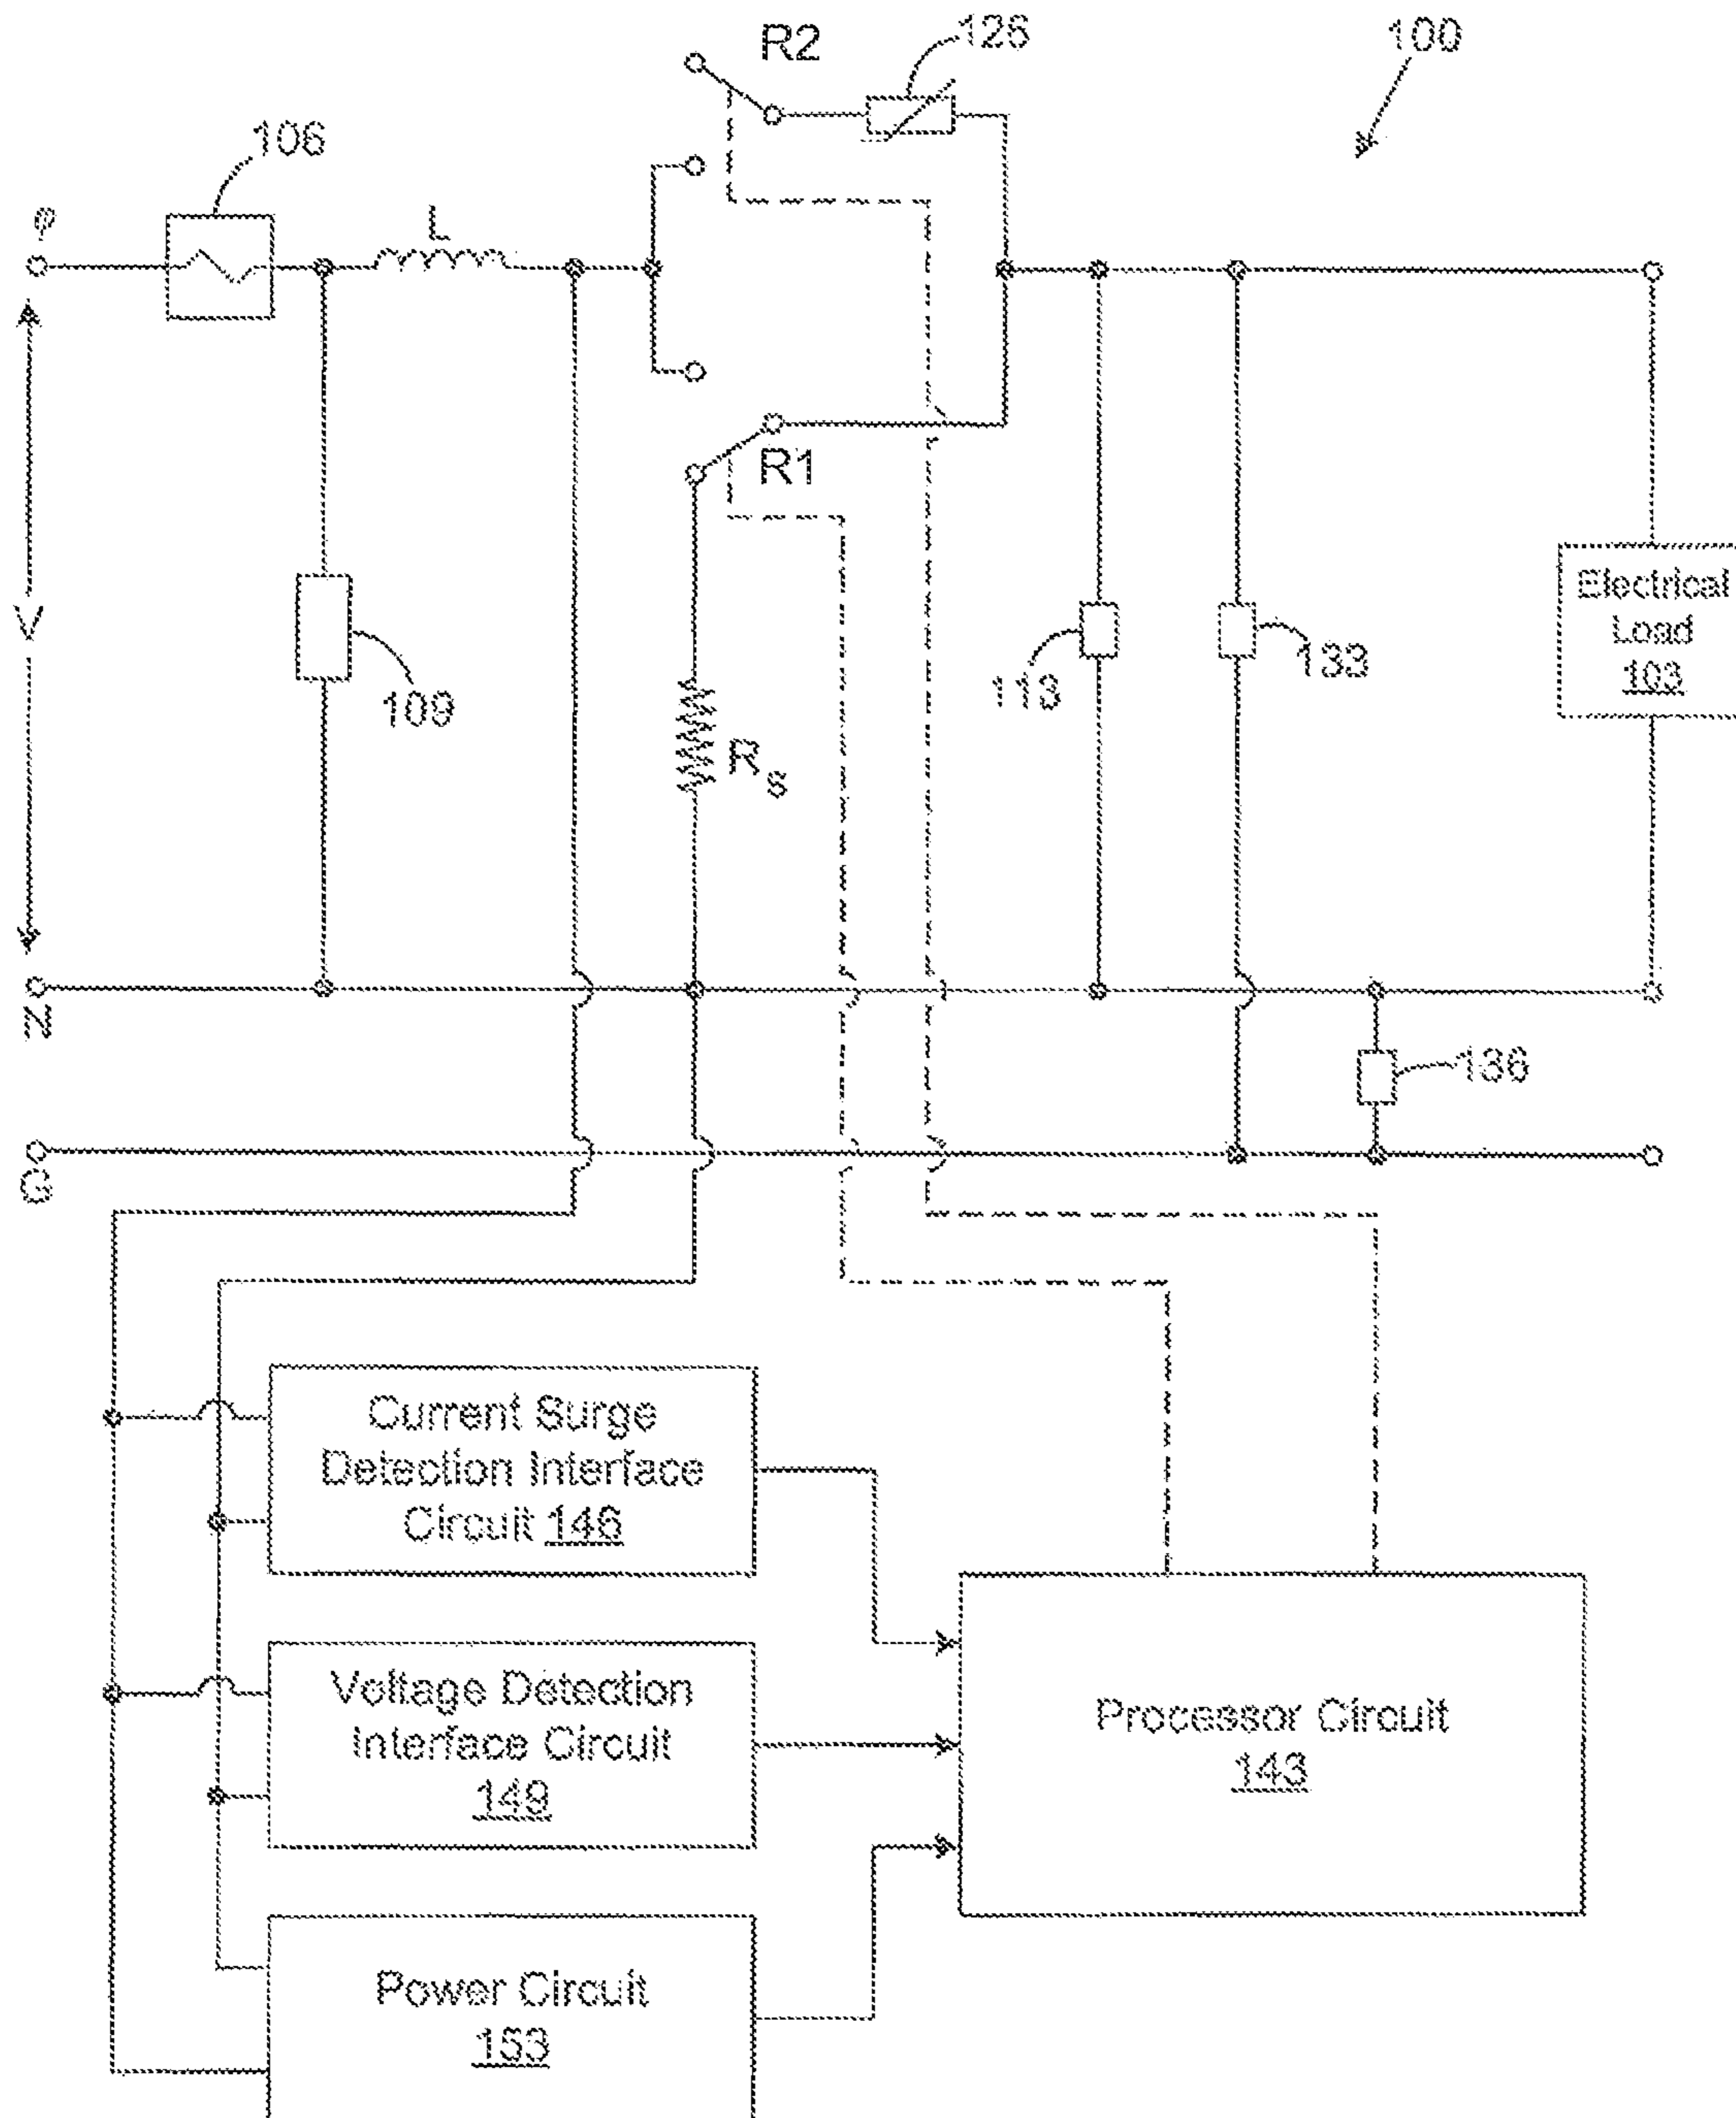 R2
126
100
106
φ
L
R1
V
109
Rs
113
133
Electrical
Load
103
N
136
G
Current Surge
Detection Interface
Circuit 146
Voltage Detection
Interface Circuit
149
Processor Circuit
143
Power Circuit
153